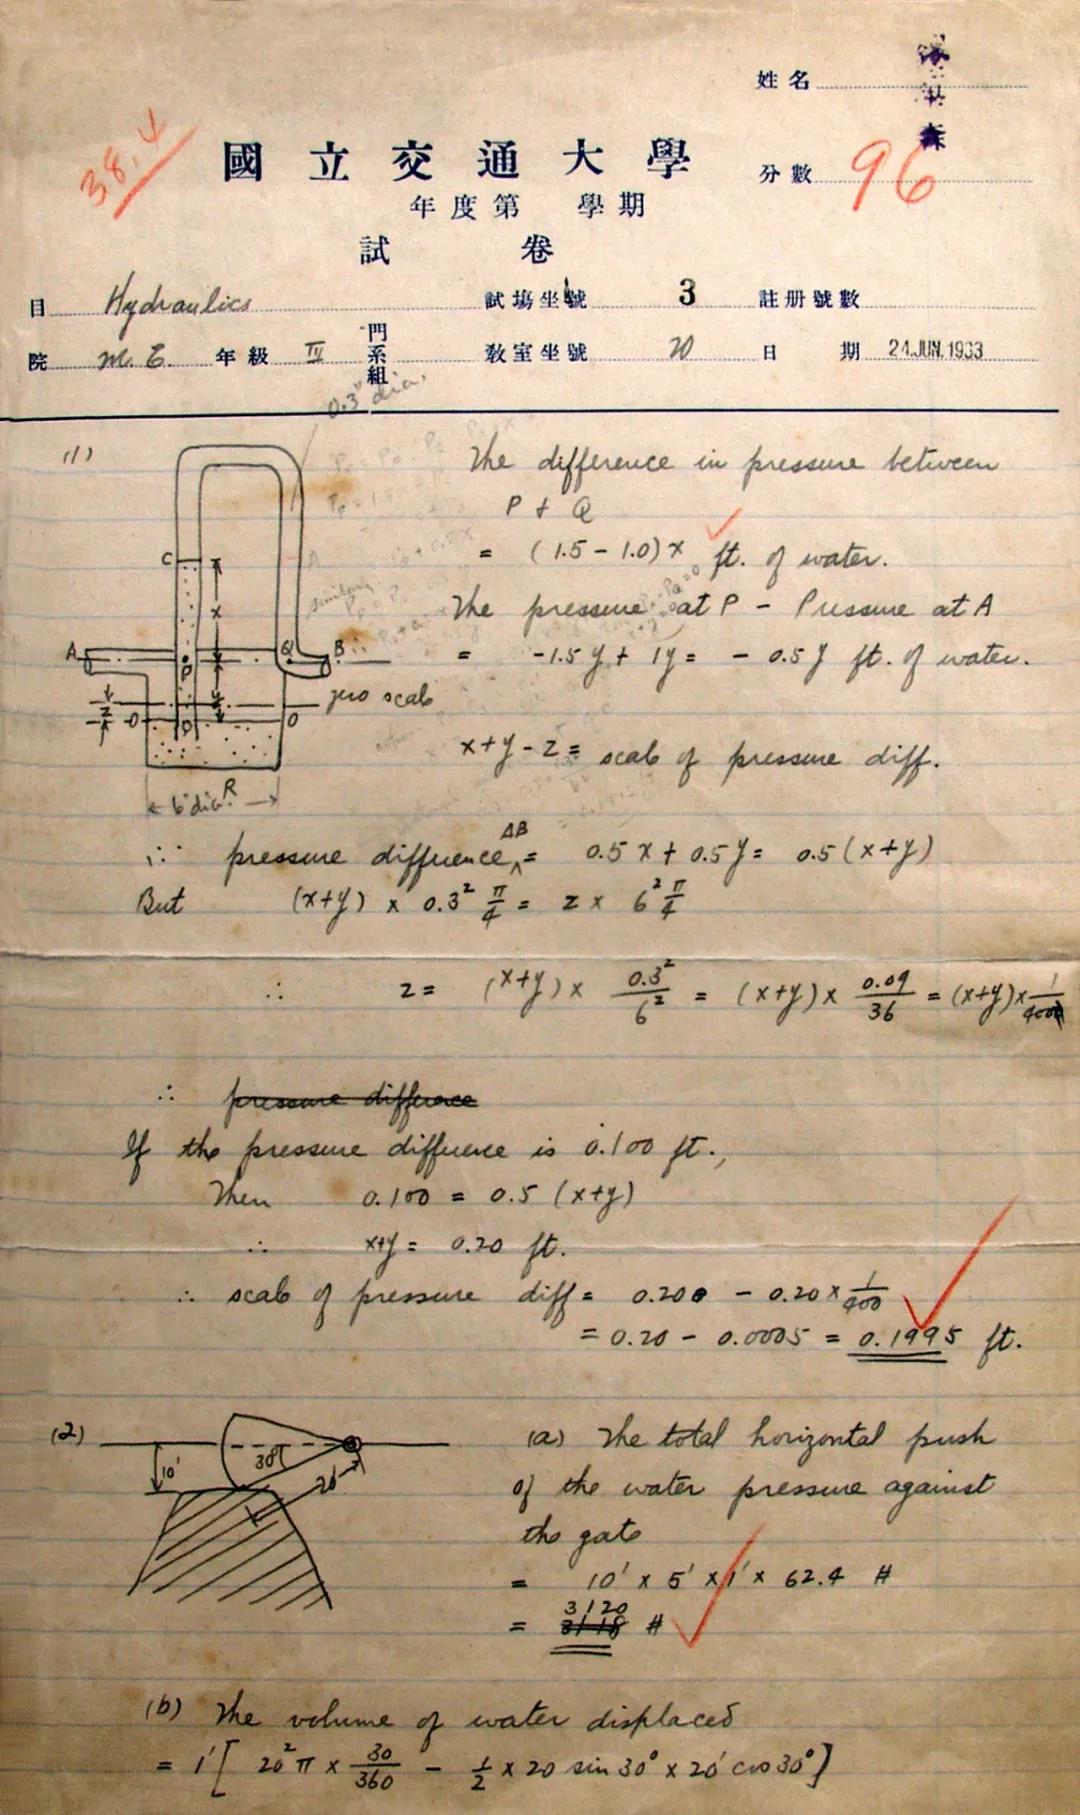 姓名
38.4
國立交通大學
分數 96
年度第 學期
試 卷
目 Hydraulics 試場坐號 3 註册號數
院 M. E. 年級 IV 門系組 教室坐號 20 日期 24.JUN.1933
0.3" dia.
(1)
The difference in pressure between
P + Q
= (1.5 - 1.0)x ft. of water.
The pressure at P - Pressure at A
= -1.5y + 1y = - 0.5y ft. of water.
C
x
A P Q B
y
zero scale
z
O D O
R
6" dia.
x+y-z = scale of pressure diff.
∴ pressure difference AB = 0.5x + 0.5y = 0.5(x+y)
But (x+y) × 0.3² π/4 = z × 6² π/4
∴ z = (x+y) × 0.3²/6² = (x+y) × 0.09/36 = (x+y) × 1/400
∴ pressure difference
If the pressure difference is 0.100 ft.,
Then 0.100 = 0.5 (x+y)
∴ x+y = 0.20 ft.
∴ scale of pressure diff = 0.200 - 0.20 × 1/400
= 0.20 - 0.0005 = 0.1995 ft.
(2)
10'
30°
20'
(a) The total horizontal push
of the water pressure against
the gate
= 10' × 5' × 1' × 62.4 #
= 3118 3120 #
(b) The volume of water displaced
= 1' [ 20² π × 30/360 - 1/2 × 20 sin 30° × 20' cos 30° ]